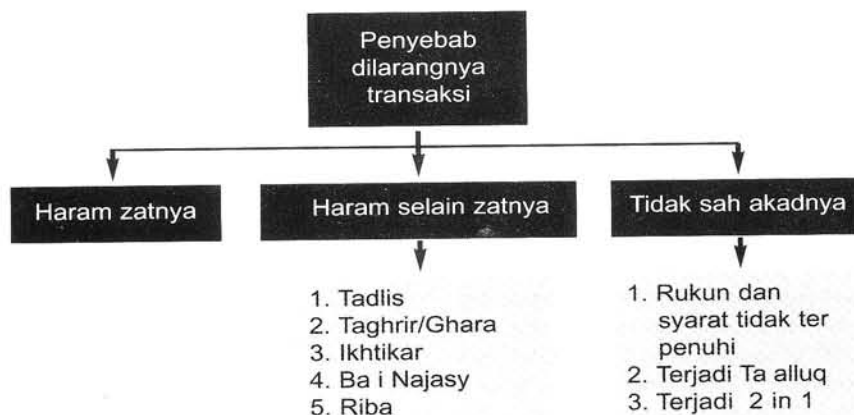 Penyebab
dilarangnya
transaksi
Haram zatnya
Haram selain zatnya
Tidak sah akadnya
1. Tadlis
2. Taghrir/Ghara
3. Ikhtikar
4. Ba i Najasy
5. Riba
1. Rukun dan
syarat tidak ter
penuhi
2. Terjadi Ta alluq
3. Terjadi 2 in 1